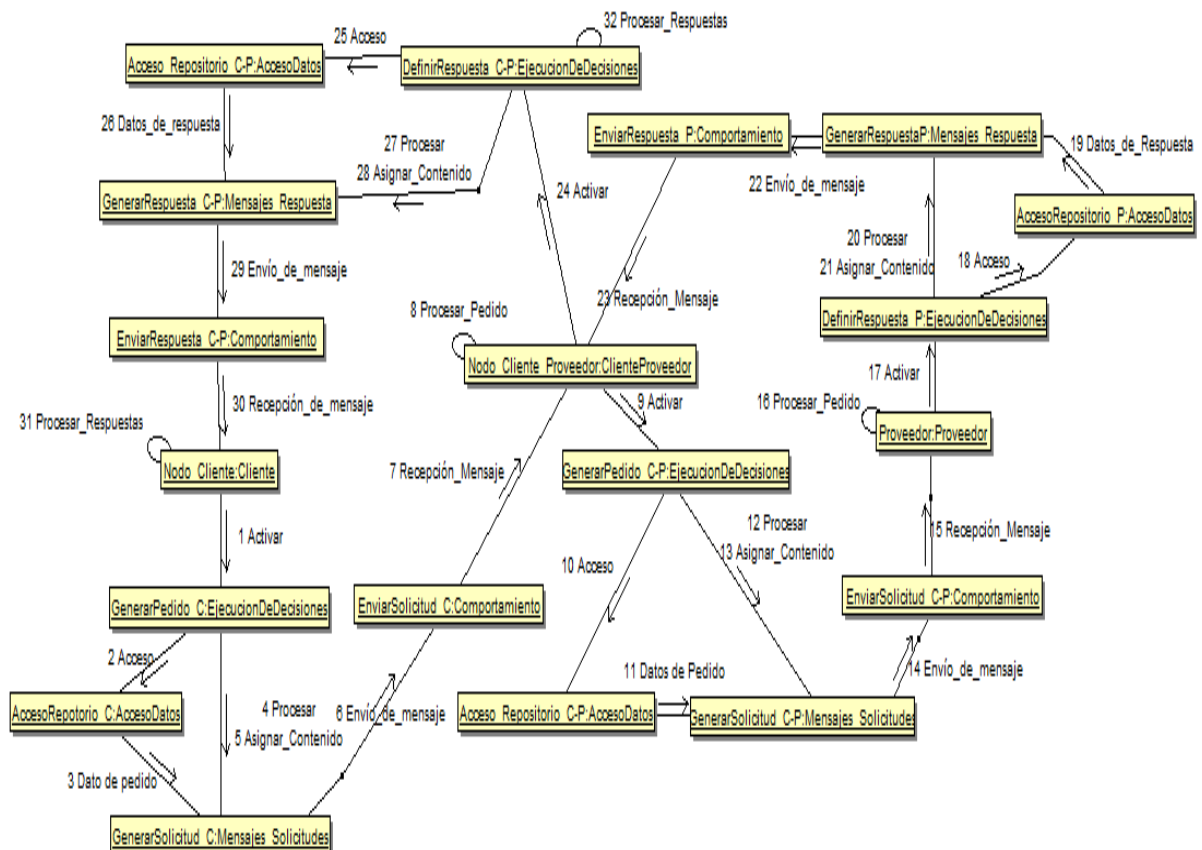 32 Procesar_Respuestas
25 Acceso
Acceso_Repositorio_C-P:AccesoDatos
DefinirRespuesta_C-P:EjecucionDeDecisiones
26 Datos_de_respuesta
27 Procesar
28 Asignar_Contenido
EnviarRespuesta_P:Comportamiento
GenerarRespuestaP:Mensajes_Respuesta
19 Datos_de_Respuesta
22 Envío_de_mensaje
24 Activar
GenerarRespuesta_C-P:Mensajes_Respuesta
AccesoRepositorio_P:AccesoDatos
20 Procesar
21 Asignar_Contenido
18 Acceso
29 Envío_de_mensaje
23 Recepción_Mensaje
8 Procesar_Pedido
DefinirRespuesta_P:EjecucionDeDecisiones
EnviarRespuesta_C-P:Comportamiento
Nodo_Cliente_Proveedor:ClienteProveedor
17 Activar
30 Recepción_de_mensaje
9 Activar
16 Procesar_Pedido
31 Procesar_Respuestas
Proveedor:Proveedor
Nodo_Cliente:Cliente
7 Recepción_Mensaje
GenerarPedido_C-P:EjecucionDeDecisiones
12 Procesar
13 Asignar_Contenido
15 Recepción_Mensaje
1 Activar
10 Acceso
GenerarPedido_C:EjecucionDeDecisiones
EnviarSolicitud_C:Comportamiento
EnviarSolicitud_C-P:Comportamiento
2 Acceso
11 Datos de Pedido
14 Envío_de_mensaje
AccesoRepotorio_C:AccesoDatos
4 Procesar
5 Asignar_Contenido
6 Envío_de_mensaje
Acceso_Repositorio_C-P:AccesoDatos
GenerarSolicitud_C-P:Mensajes_Solicitudes
3 Dato de pedido
GenerarSolicitud_C:Mensajes_Solicitudes